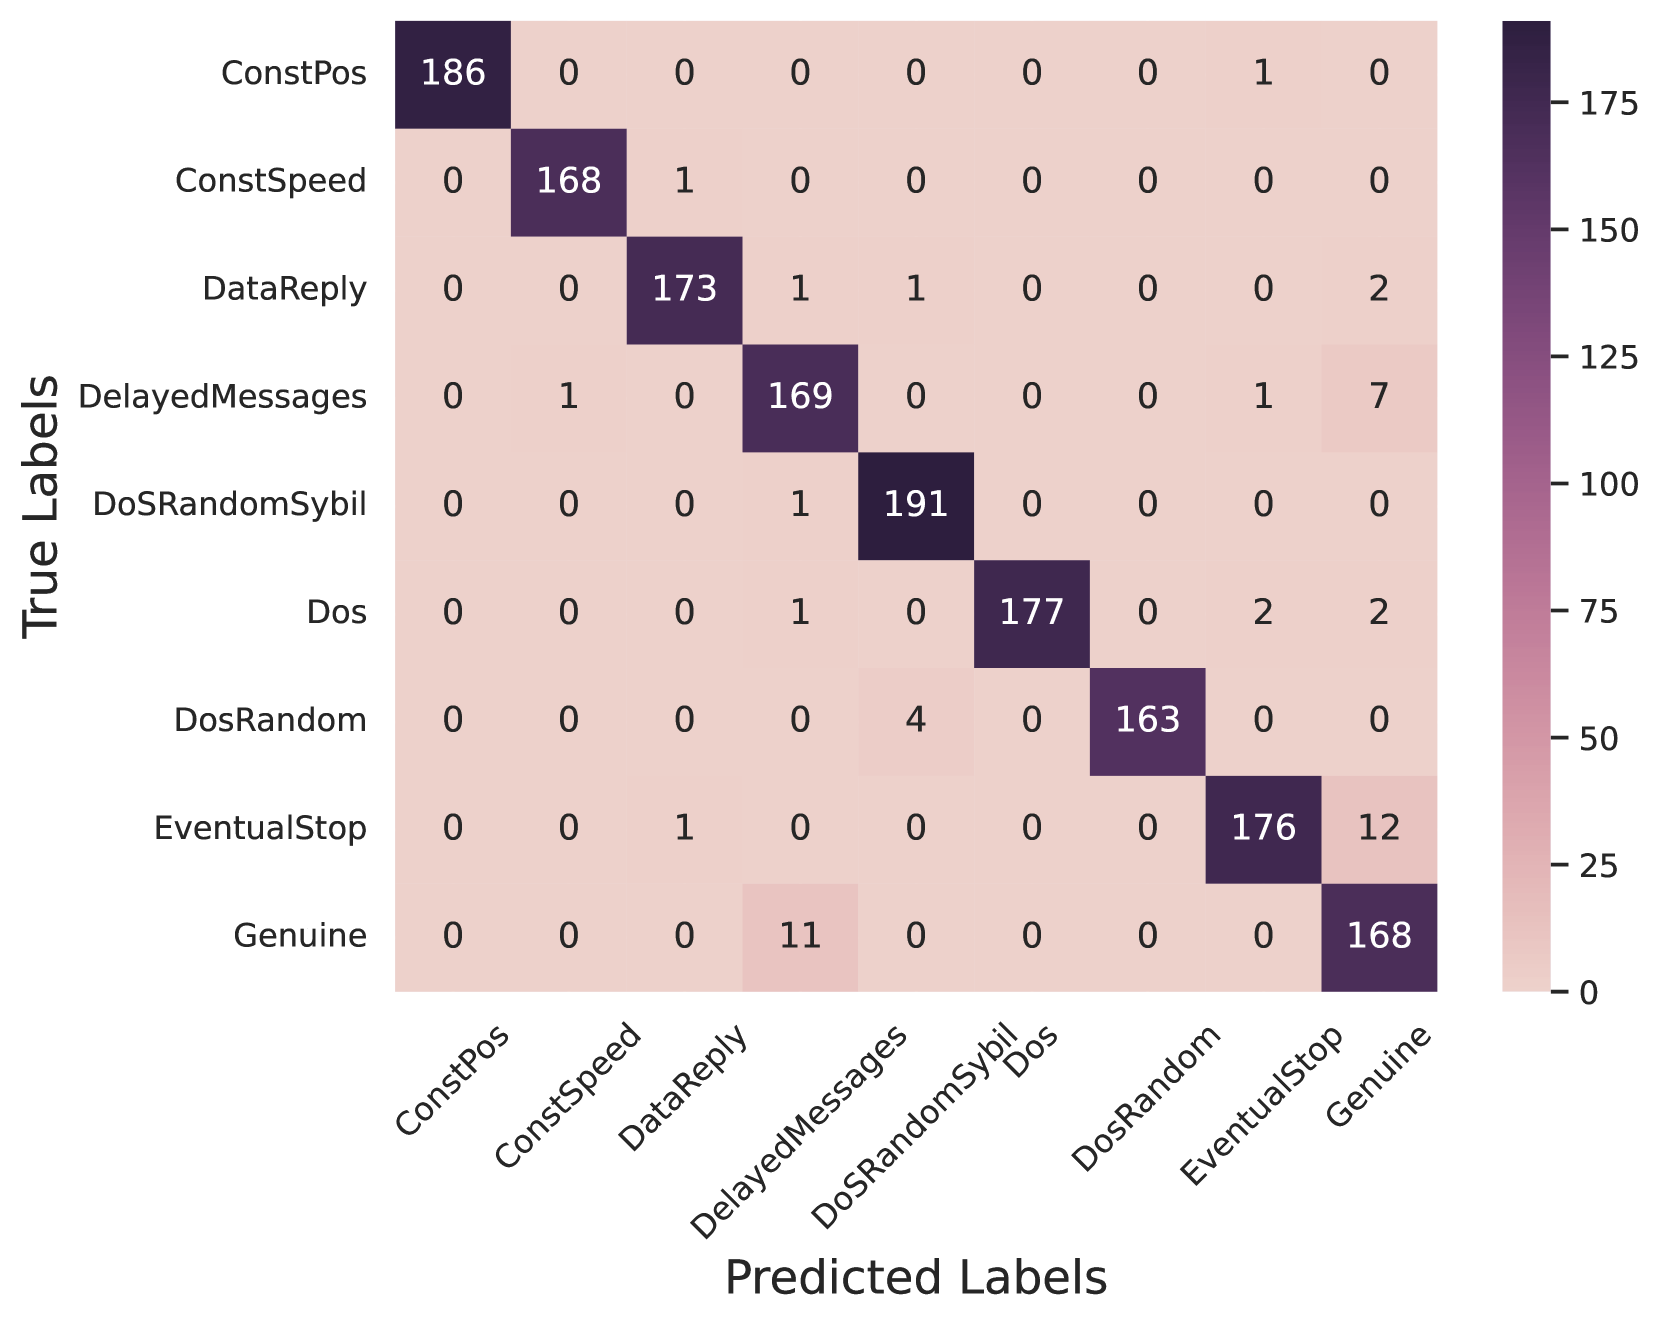 ConstPos 186 0 0 0 0 0 0 1 0
ConstSpeed 0 168 1 0 0 0 0 0 0
DataReply 0 0 173 1 1 0 0 0 2
DelayedMessages 0 1 0 169 0 0 0 1 7
DoSRandomSybil 0 0 0 1 191 0 0 0 0
Dos 0 0 0 1 0 177 0 2 2
DosRandom 0 0 0 0 4 0 163 0 0
EventualStop 0 0 1 0 0 0 0 176 12
Genuine 0 0 0 11 0 0 0 0 168
True Labels
ConstPos
ConstSpeed
DataReply
DelayedMessages
DoSRandomSybil
Dos
DosRandom
EventualStop
Genuine
Predicted Labels
175
150
125
100
75
50
25
0